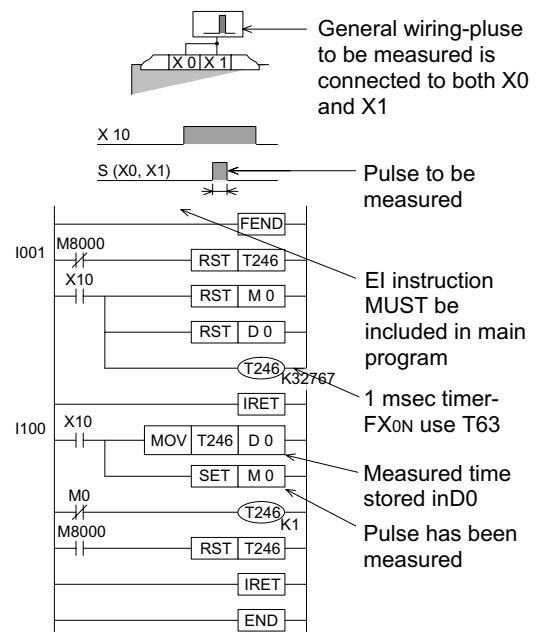 General wiring-pluse
to be measured is
connected to both X0
and X1
X 0 X 1
X 10
S (X0, X1)
Pulse to be
measured
FEND
I001
M8000
RST T246
X10
RST M 0
RST D 0
EI instruction
MUST be
included in main
program
T246
K32767
1 msec timer-
FX0N use T63
IRET
I100
X10
MOV T246 D 0
SET M 0
Measured time
stored inD0
M0
T246
K1
Pulse has been
measured
M8000
RST T246
IRET
END